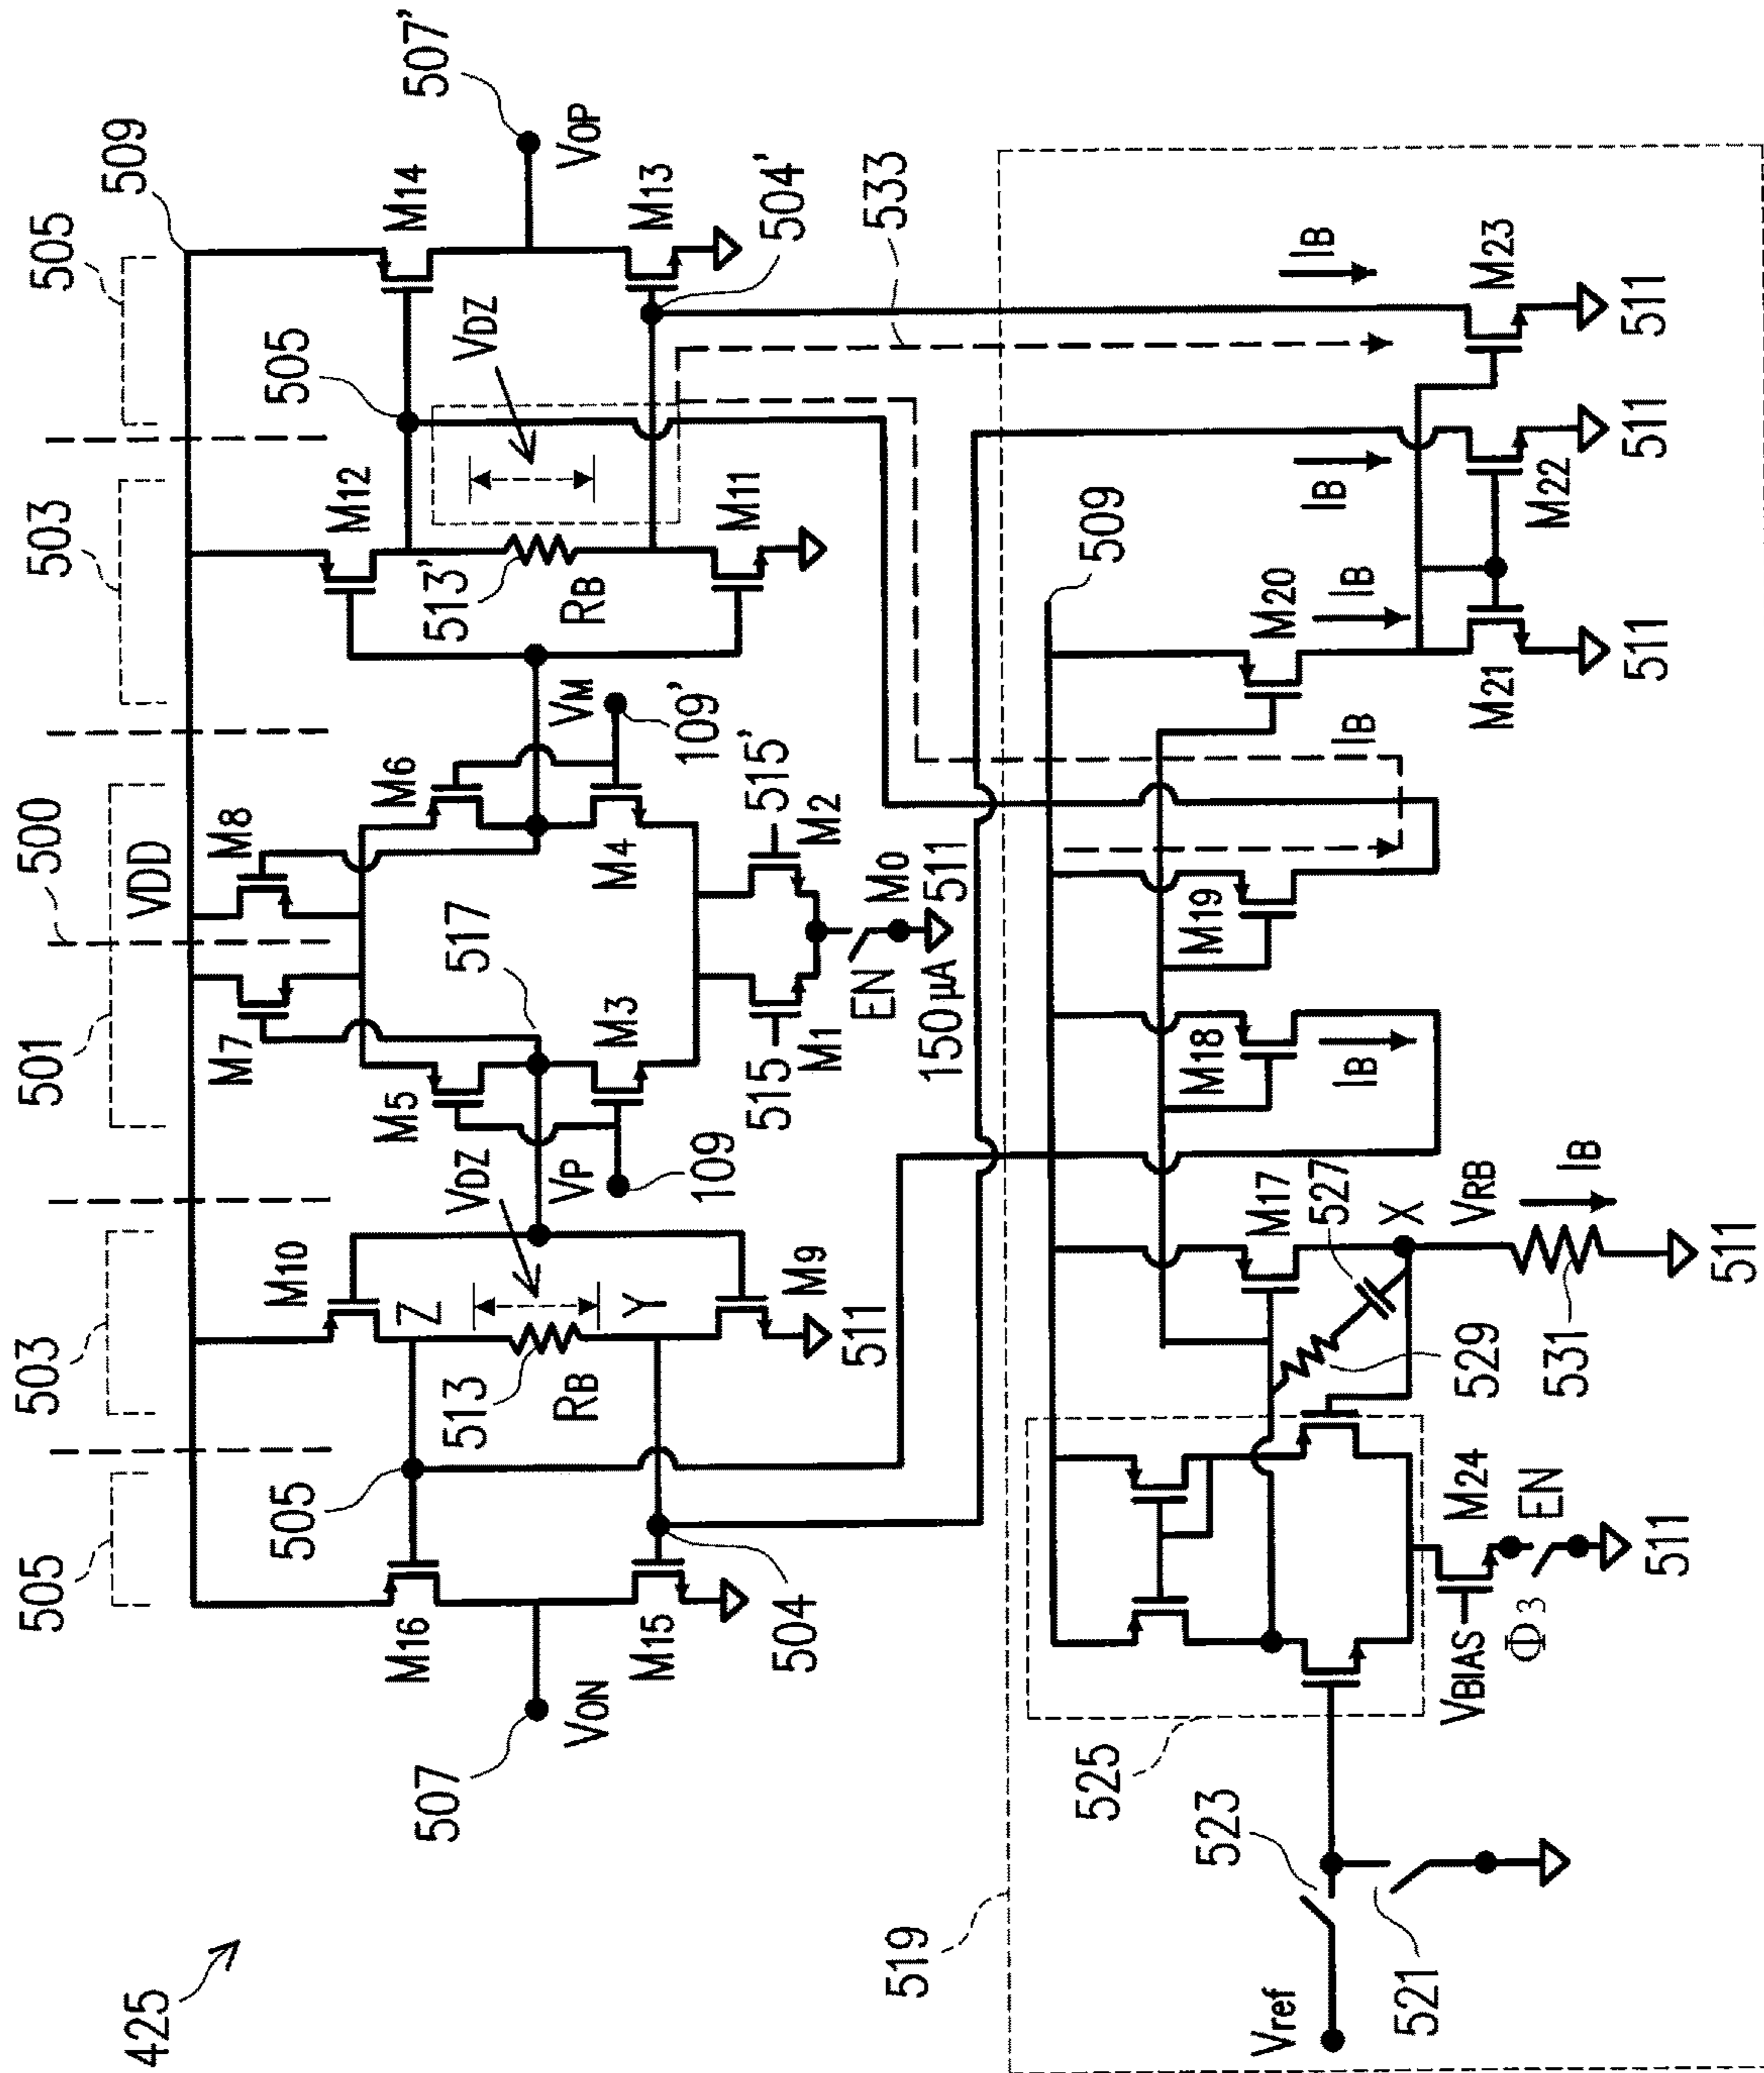 425
507
VON
505
M16
M15
504
505
503
M10
Z
VDZ
513
RB
Y
M9
511
501
VDD
500
M7
M8
517
M5
M6
VP
109
M3
M4
VM
109'
515
M1
515'
M2
EN
M0
150μA
511
503
M12
513'
RB
M11
505
505
VDZ
509
M14
M13
504'
507'
VOP
533
519
Vref
523
521
525
VBIAS
M24
Φ3
EN
511
529
527
M17
X
VRB
531
IB
511
M18
IB
M19
IB
509
M20
IB
M21
511
IB
M22
511
IB
M23
511